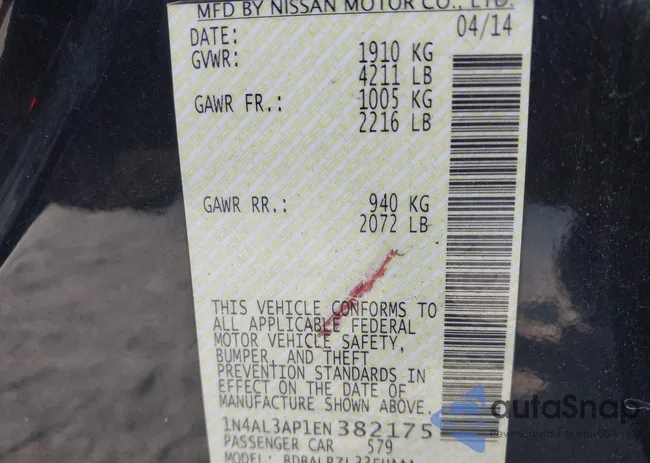 MFD BY NISSAN MOTOR CO., LTD.
DATE: 04/14
GVWR: 1910 KG
4211 LB
GAWR FR.: 1005 KG
2216 LB
GAWR RR.: 940 KG
2072 LB
THIS VEHICLE CONFORMS TO
ALL APPLICABLE FEDERAL
MOTOR VEHICLE SAFETY,
BUMPER, AND THEFT
PREVENTION STANDARDS IN
EFFECT ON THE DATE OF
MANUFACTURE SHOWN ABOVE.
1N4AL3AP1EN382175
PASSENGER CAR 579
MODEL:
autoSnap